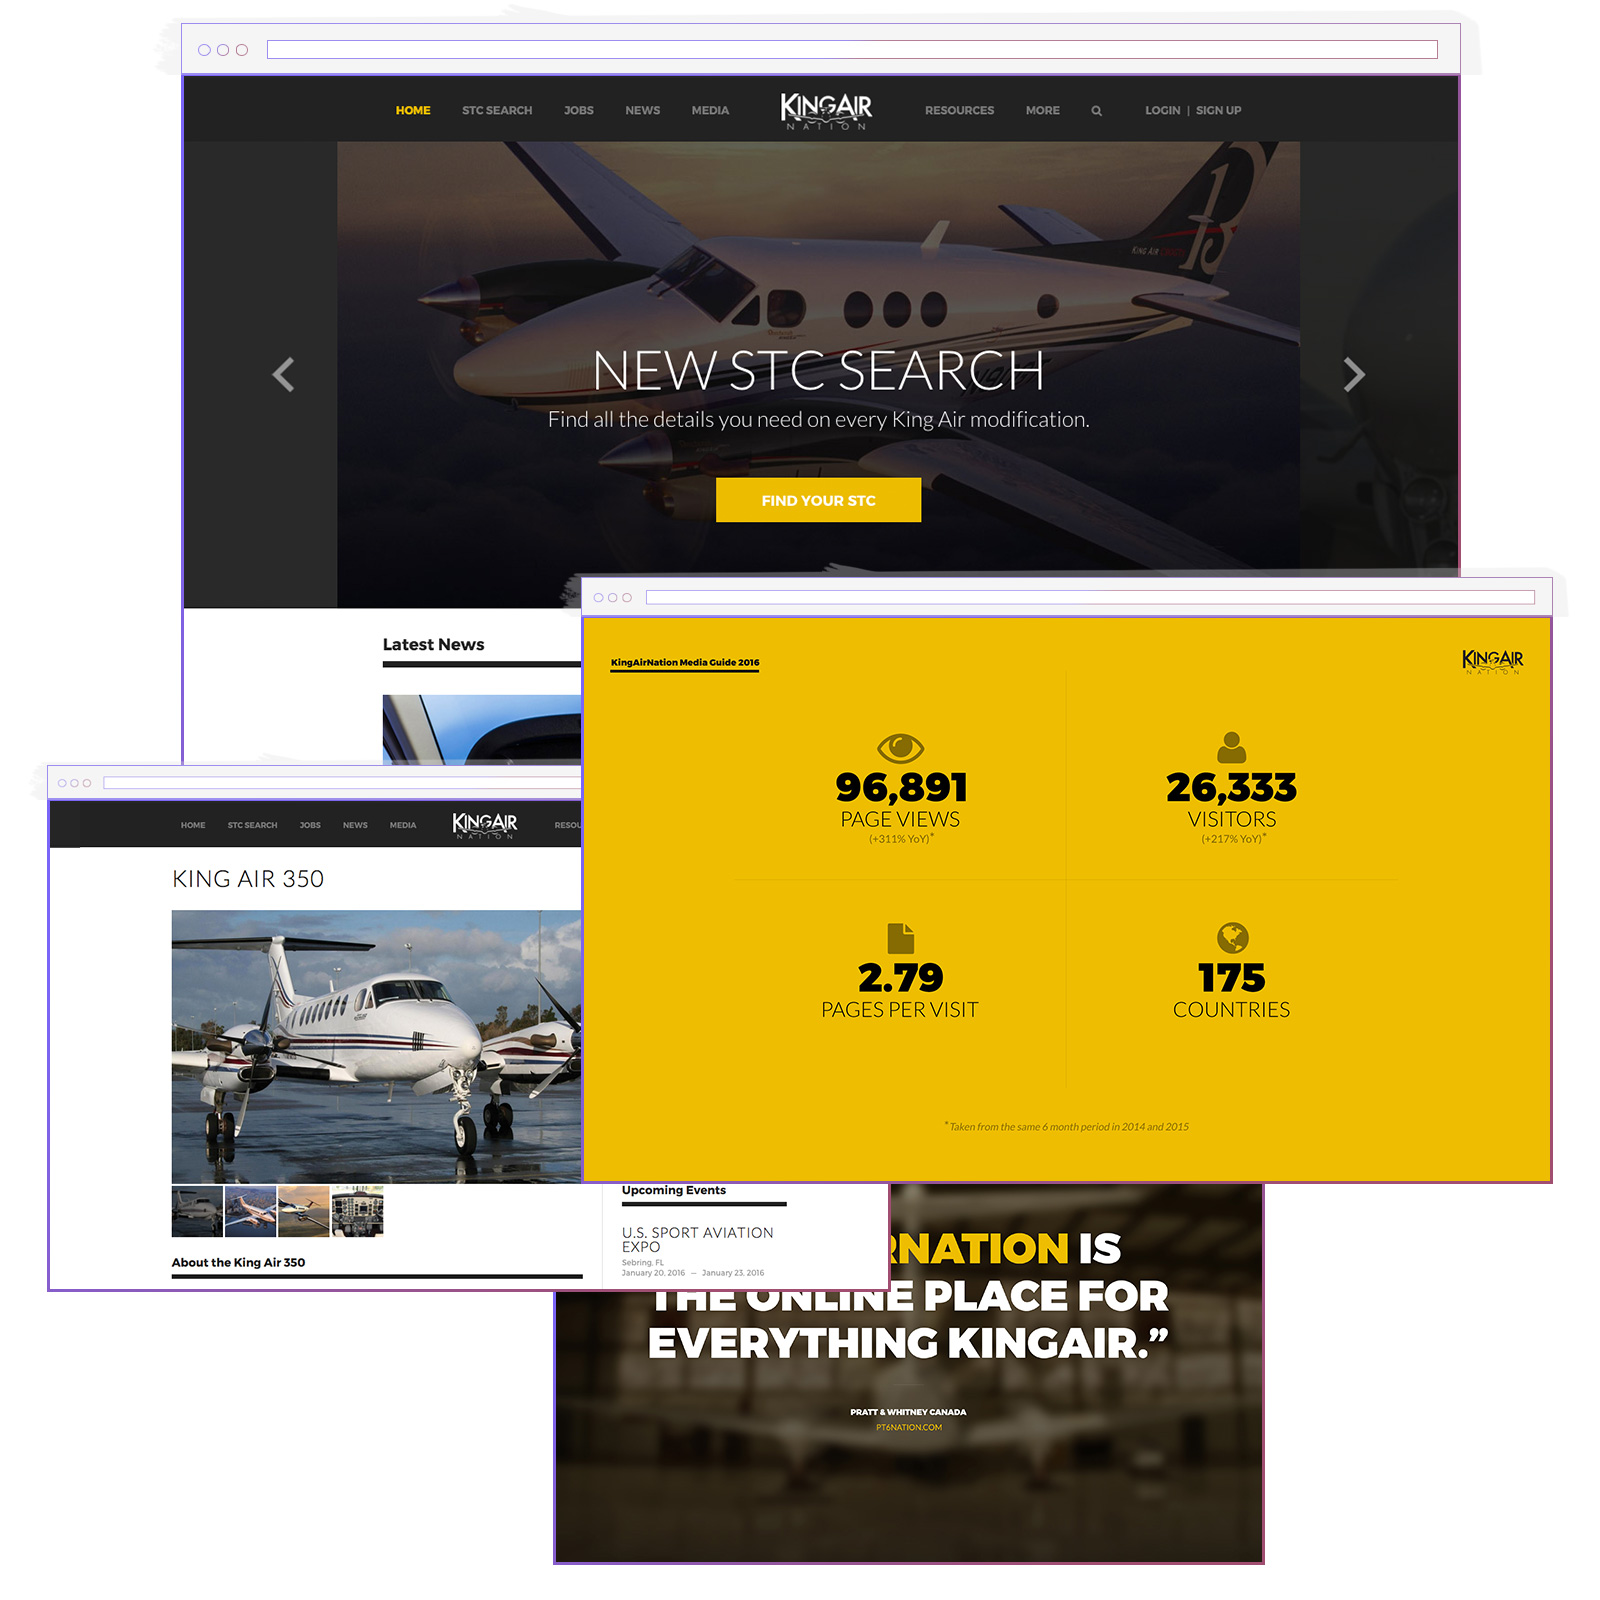 HOME STC SEARCH JOBS NEWS MEDIA KINGAIR NATION RESOURCES MORE LOGIN | SIGN UP
KING AIR
NEW STC SEARCH
Find all the details you need on every King Air modification.
FIND YOUR STC
Latest News
KingAirNation Media Guide 2016
KINGAIR
NATION
96,891
PAGE VIEWS
(+311% YoY)*
26,333
VISITORS
(+217% YoY)*
2.79
PAGES PER VISIT
175
COUNTRIES
*Taken from the same 6 month period in 2014 and 2015
HOME STC SEARCH JOBS NEWS MEDIA KINGAIR NATION RESOU
KING AIR 350
About the King Air 350
Upcoming Events
U.S. SPORT AVIATION
EXPO
Sebring, FL
January 20, 2016 — January 23, 2016
RNATION IS
THE ONLINE PLACE FOR
EVERYTHING KINGAIR.”
PRATT & WHITNEY CANADA
PT6NATION.COM